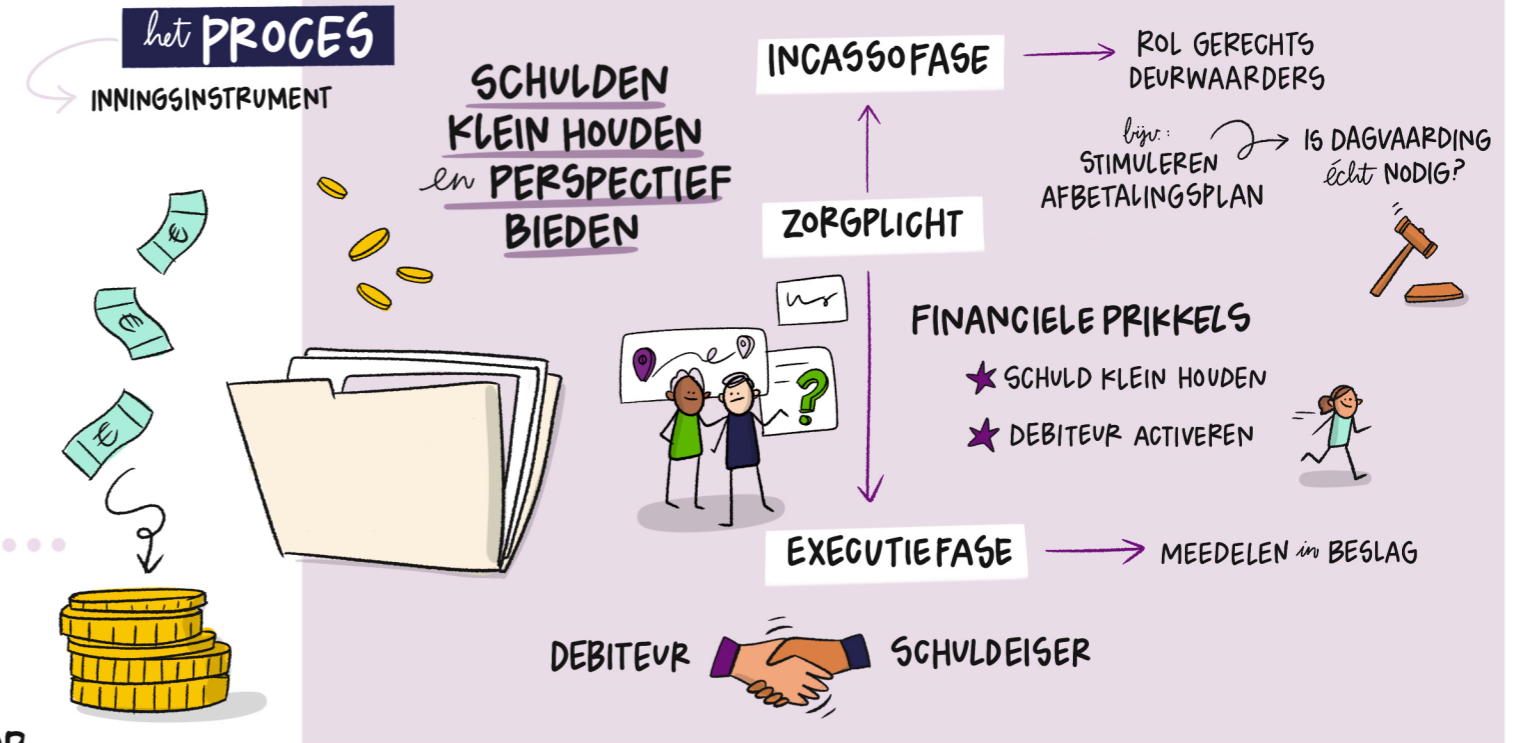 het PROCES
INNINGSINSTRUMENT
SCHULDEN
KLEIN HOUDEN
en PERSPECTIEF
BIEDEN
INCASSOFASE
ROL GERECHTS
DEURWAARDERS
bijv.:
STIMULEREN
AFBETALINGSPLAN
IS DAGVAARDING
écht NODIG?
ZORGPLICHT
FINANCIELE PRIKKELS
SCHULD KLEIN HOUDEN
DEBITEUR ACTIVEREN
?
€
€
€
EXECUTIEFASE
MEEDELEN in BESLAG
DEBITEUR
SCHULDEISER